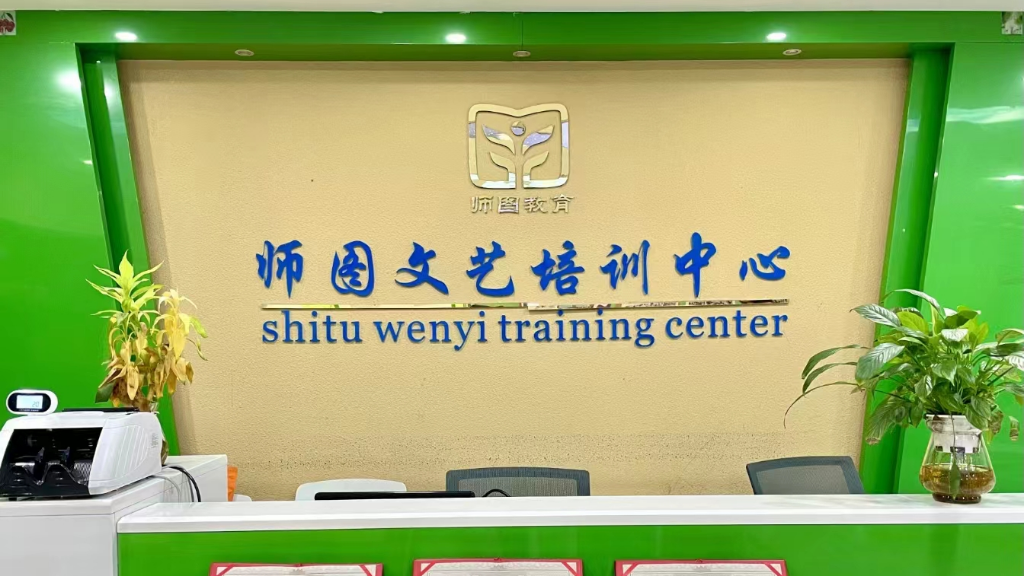 师图教育
师图文艺培训中心
shitu wenyi training center